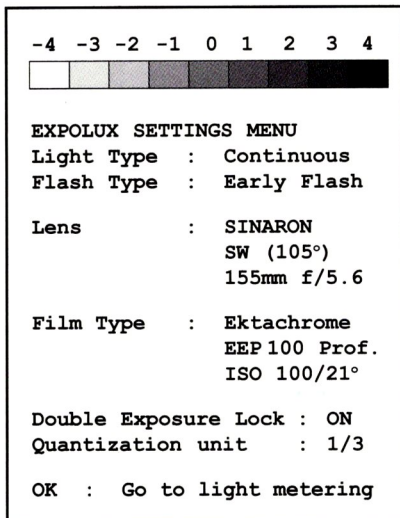 -4 -3 -2 -1 0 1 2 3 4
EXPOLUX SETTINGS MENU
Light Type : Continuous
Flash Type : Early Flash
Lens : SINARON
SW (105°)
155mm f/5.6
Film Type : Ektachrome
EEP 100 Prof.
ISO 100/21°
Double Exposure Lock : ON
Quantization unit : 1/3
OK : Go to light metering